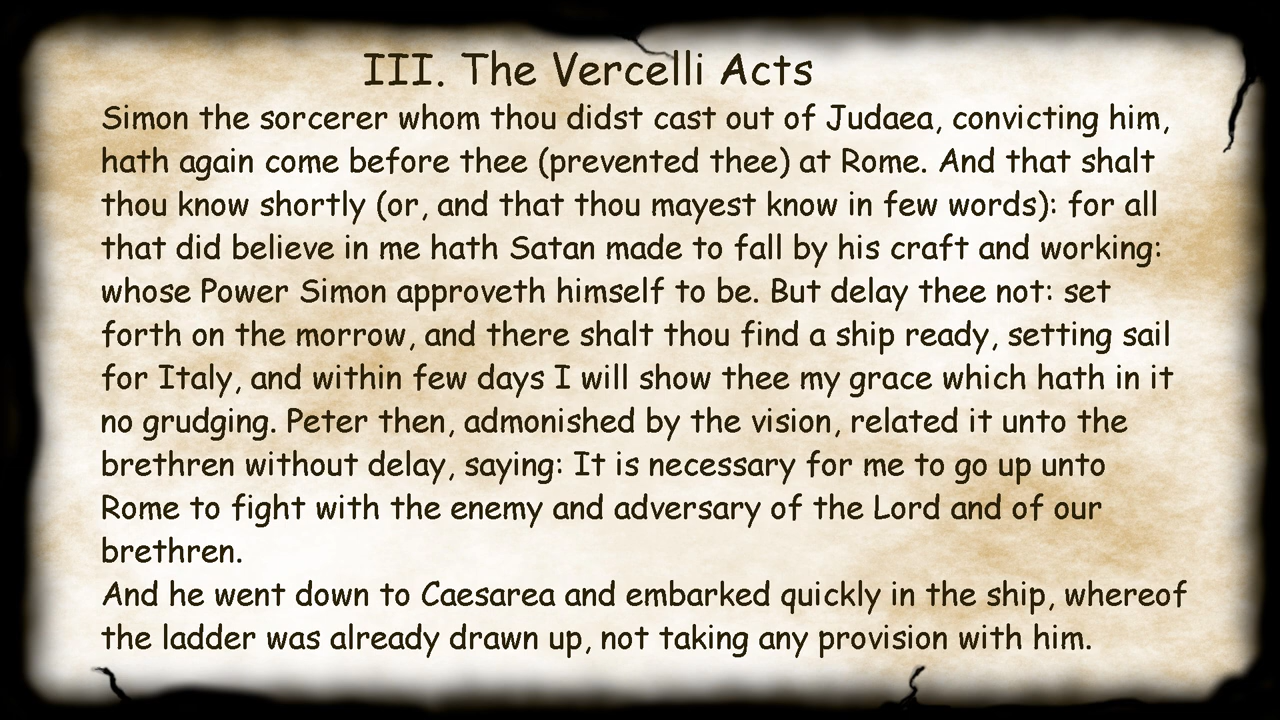 III. The Vercelli Acts
Simon the sorcerer whom thou didst cast out of Judaea, convicting him,
hath again come before thee (prevented thee) at Rome. And that shalt
thou know shortly (or, and that thou mayest know in few words): for all
that did believe in me hath Satan made to fall by his craft and working:
whose Power Simon approveth himself to be. But delay thee not: set
forth on the morrow, and there shalt thou find a ship ready, setting sail
for Italy, and within few days I will show thee my grace which hath in it
no grudging. Peter then, admonished by the vision, related it unto the
brethren without delay, saying: It is necessary for me to go up unto
Rome to fight with the enemy and adversary of the Lord and of our
brethren.
And he went down to Caesarea and embarked quickly in the ship, whereof
the ladder was already drawn up, not taking any provision with him.